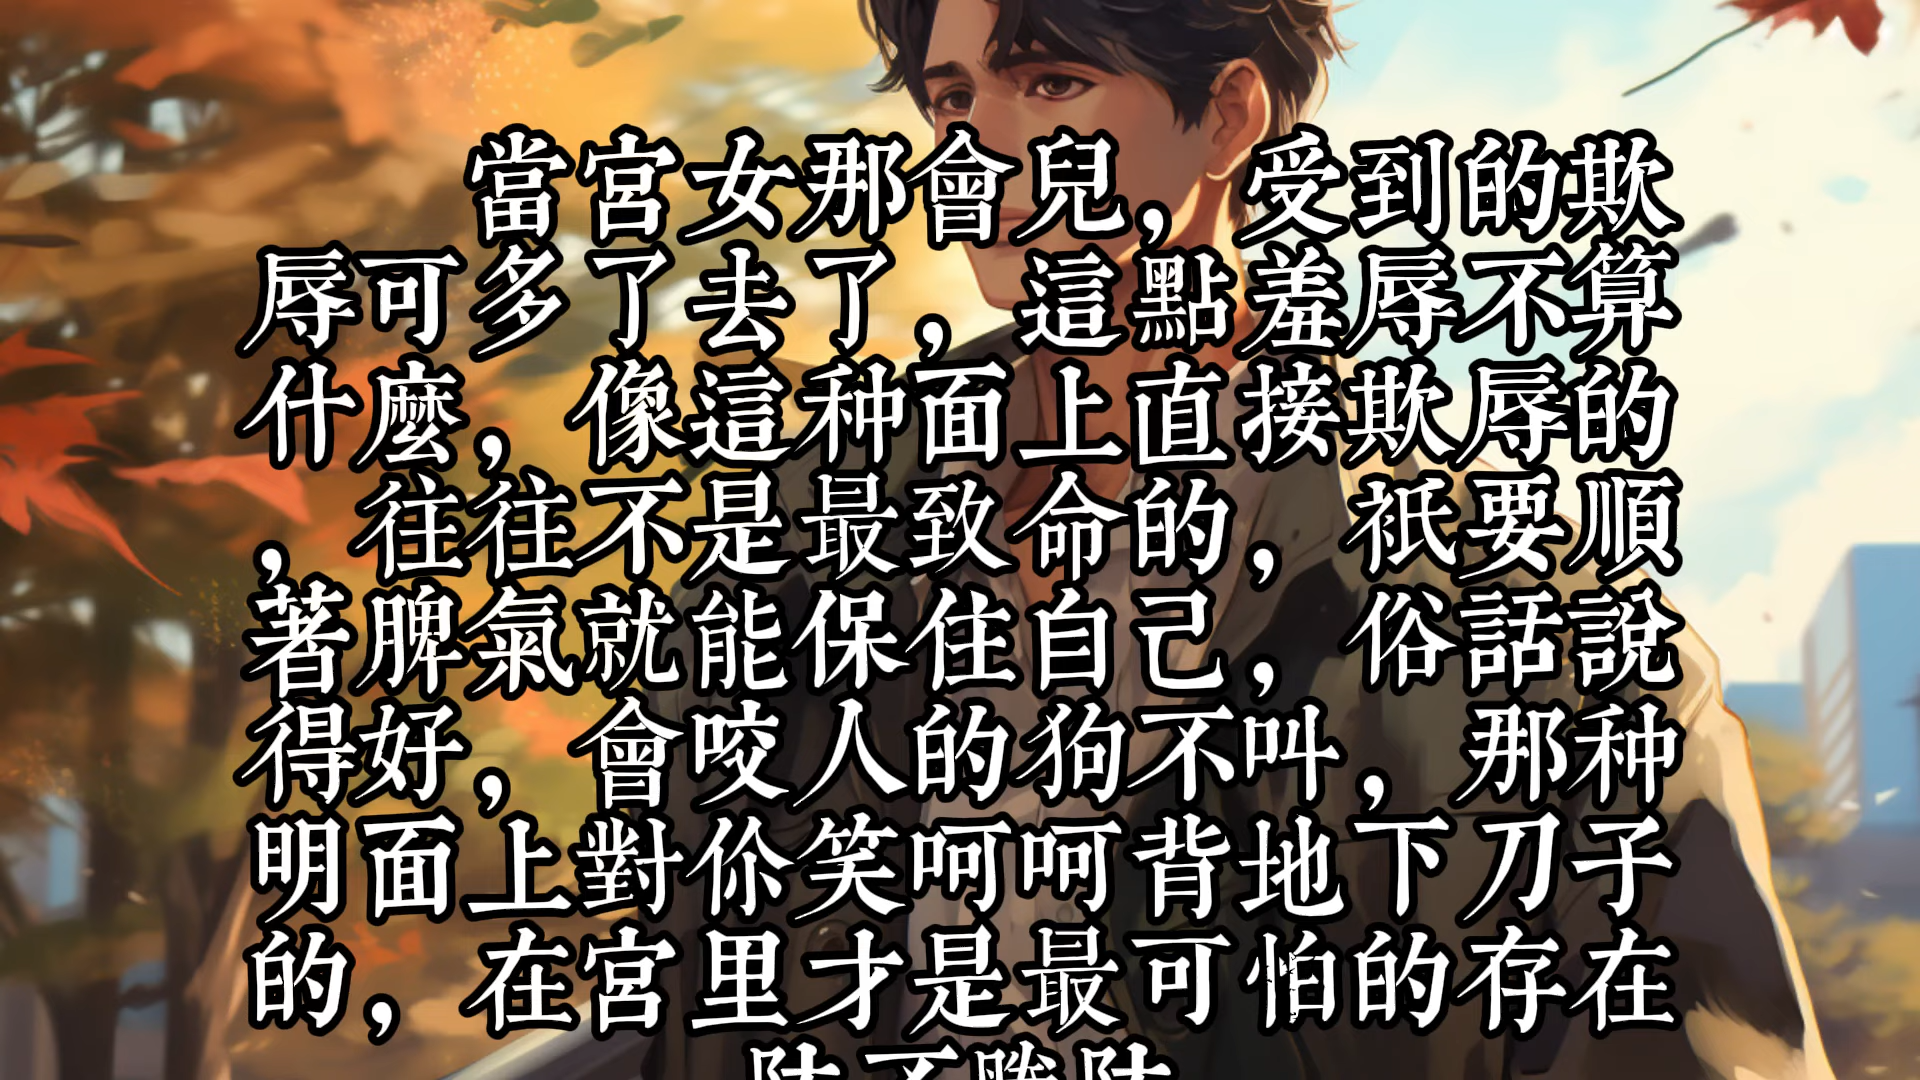 當宮女那會兒，受到的欺
辱可多了去了，這點羞辱不算
什麼，像這种面上直接欺辱的
，往往不是最致命的，衹要順
著脾氣就能保住自己，俗話說
得好，會咬人的狗不叫，那种
明面上對你笑呵呵背地下刀子
的，在宮里才是最可怕的存在